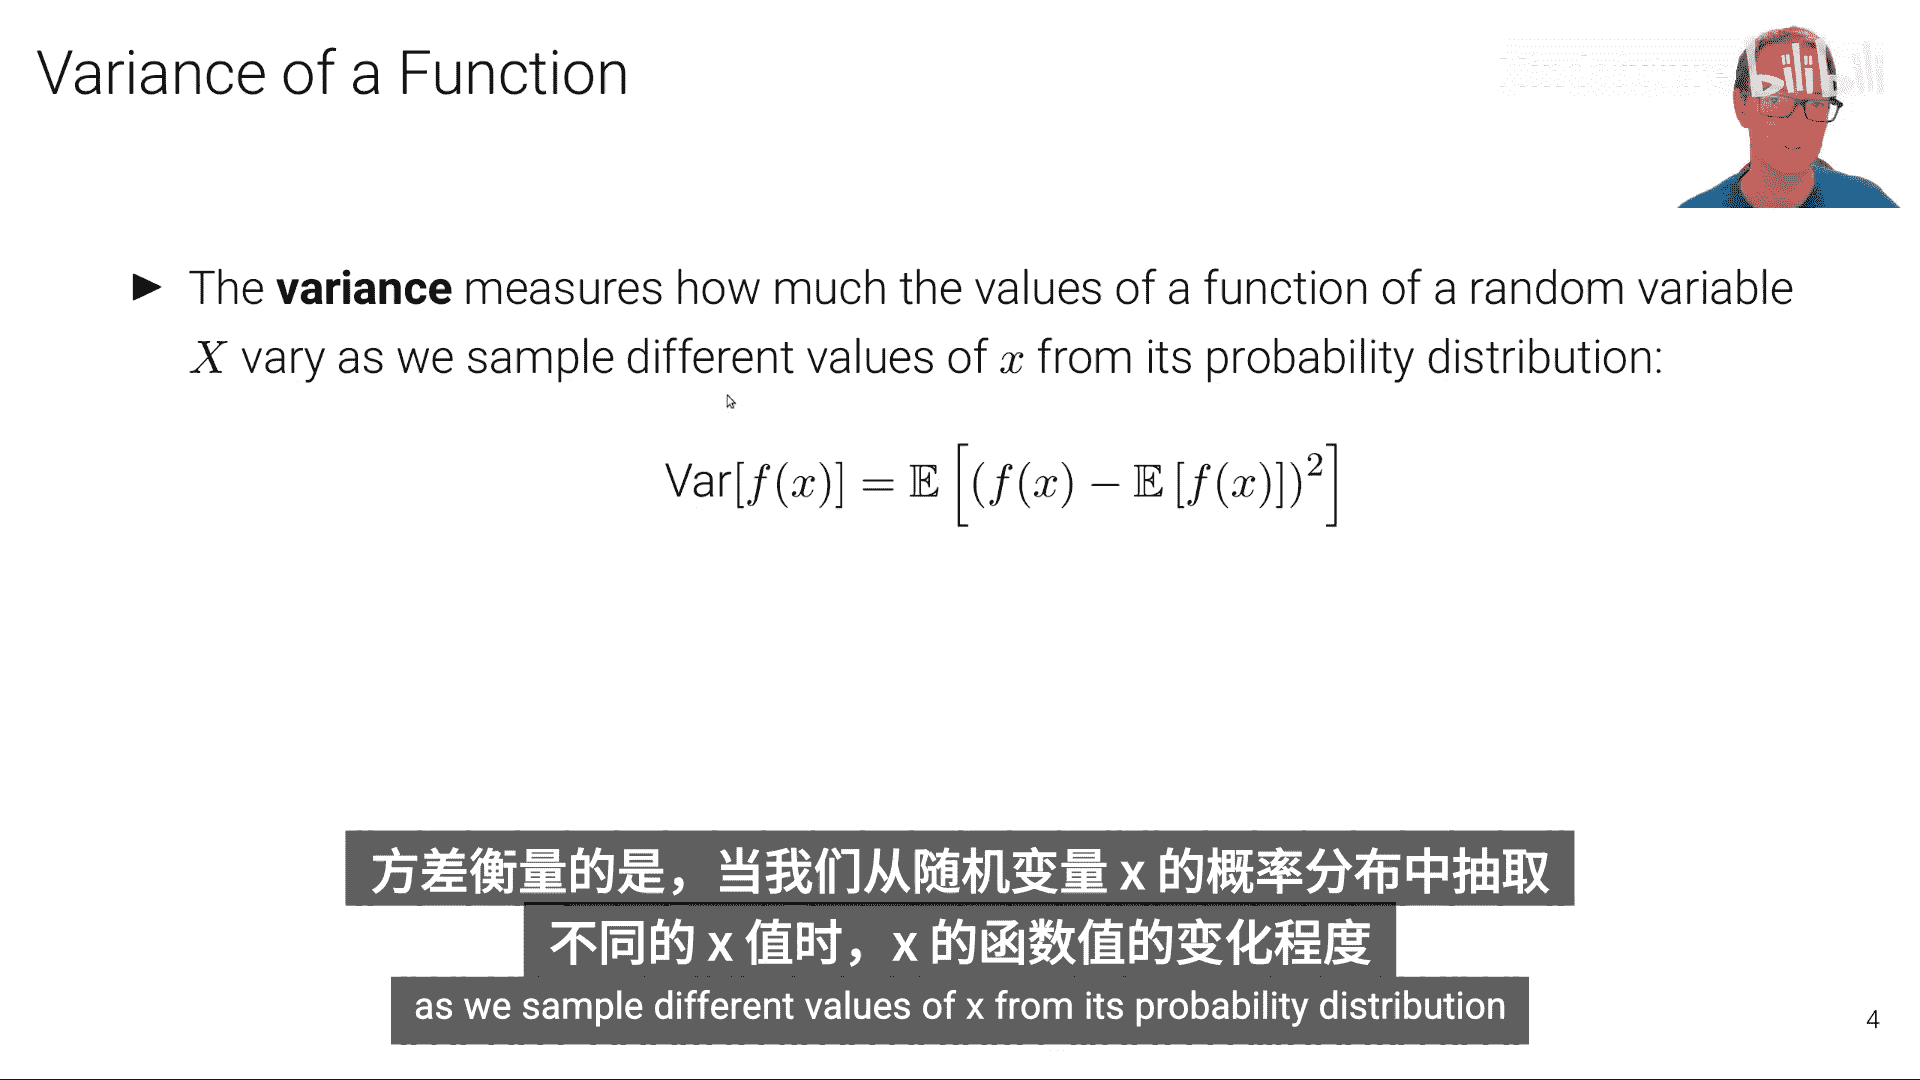 Variance of a Function
bilibili
► The variance measures how much the values of a function of a random variable
X vary as we sample different values of x from its probability distribution:
Var[f(x)] = 𝔼[(f(x) − 𝔼[f(x)])²]
方差衡量的是，当我们从随机变量 x 的概率分布中抽取
不同的 x 值时，x 的函数值的变化程度
as we sample different values of x from its probability distribution
4